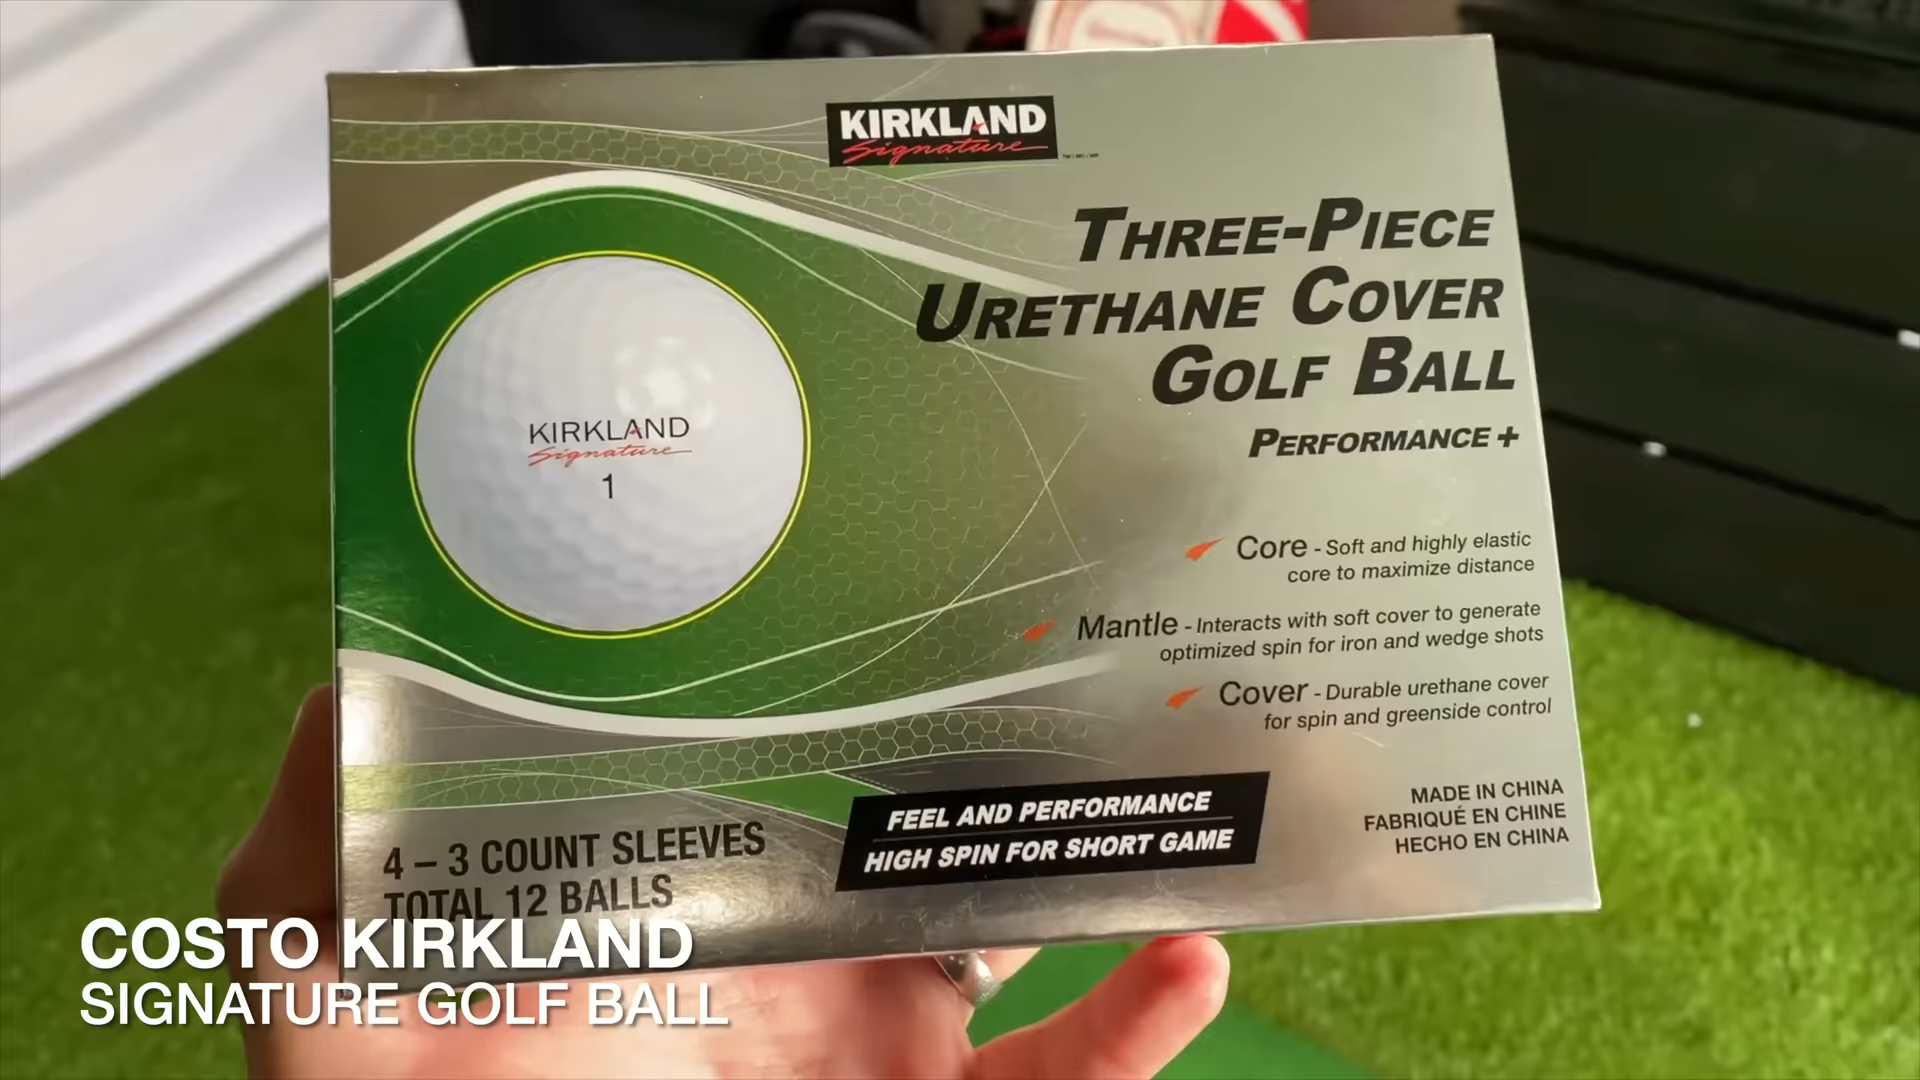 KIRKLAND
Signature
THREE-PIECE
URETHANE COVER
GOLF BALL
PERFORMANCE+
KIRKLAND
Signature
1
Core - Soft and highly elastic
core to maximize distance
Mantle - Interacts with soft cover to generate
optimized spin for iron and wedge shots
Cover - Durable urethane cover
for spin and greenside control
FEEL AND PERFORMANCE
HIGH SPIN FOR SHORT GAME
MADE IN CHINA
FABRIQUÉ EN CHINE
HECHO EN CHINA
4 – 3 COUNT SLEEVES
TOTAL 12 BALLS
COSTO KIRKLAND
SIGNATURE GOLF BALL